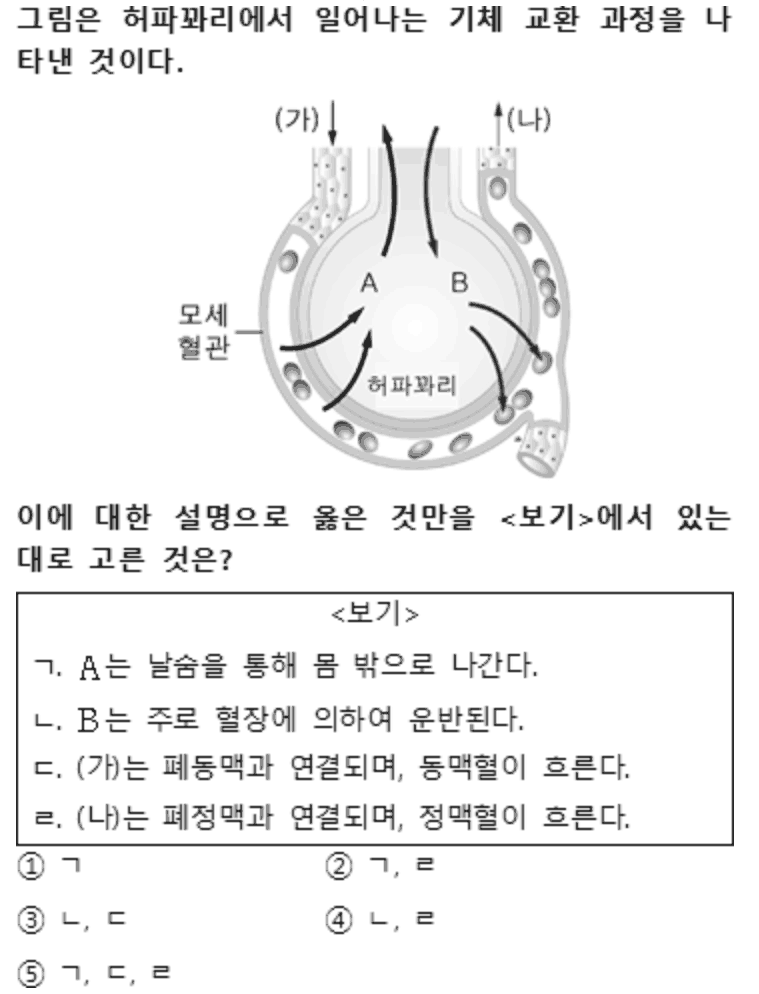 그림은 허파꽈리에서 일어나는 기체 교환 과정을 나
타낸 것이다.
(가)
(나)
A
B
모세
혈관
허파꽈리
이에 대한 설명으로 옳은 것만을 <보기>에서 있는
대로 고른 것은?
<보기>
ㄱ. A는 날숨을 통해 몸 밖으로 나간다.
ㄴ. B는 주로 혈장에 의하여 운반된다.
ㄷ. (가)는 폐동맥과 연결되며, 동맥혈이 흐른다.
ㄹ. (나)는 폐정맥과 연결되며, 정맥혈이 흐른다.
① ㄱ ② ㄱ, ㄹ
③ ㄴ, ㄷ ④ ㄴ, ㄹ
⑤ ㄱ, ㄷ, ㄹ